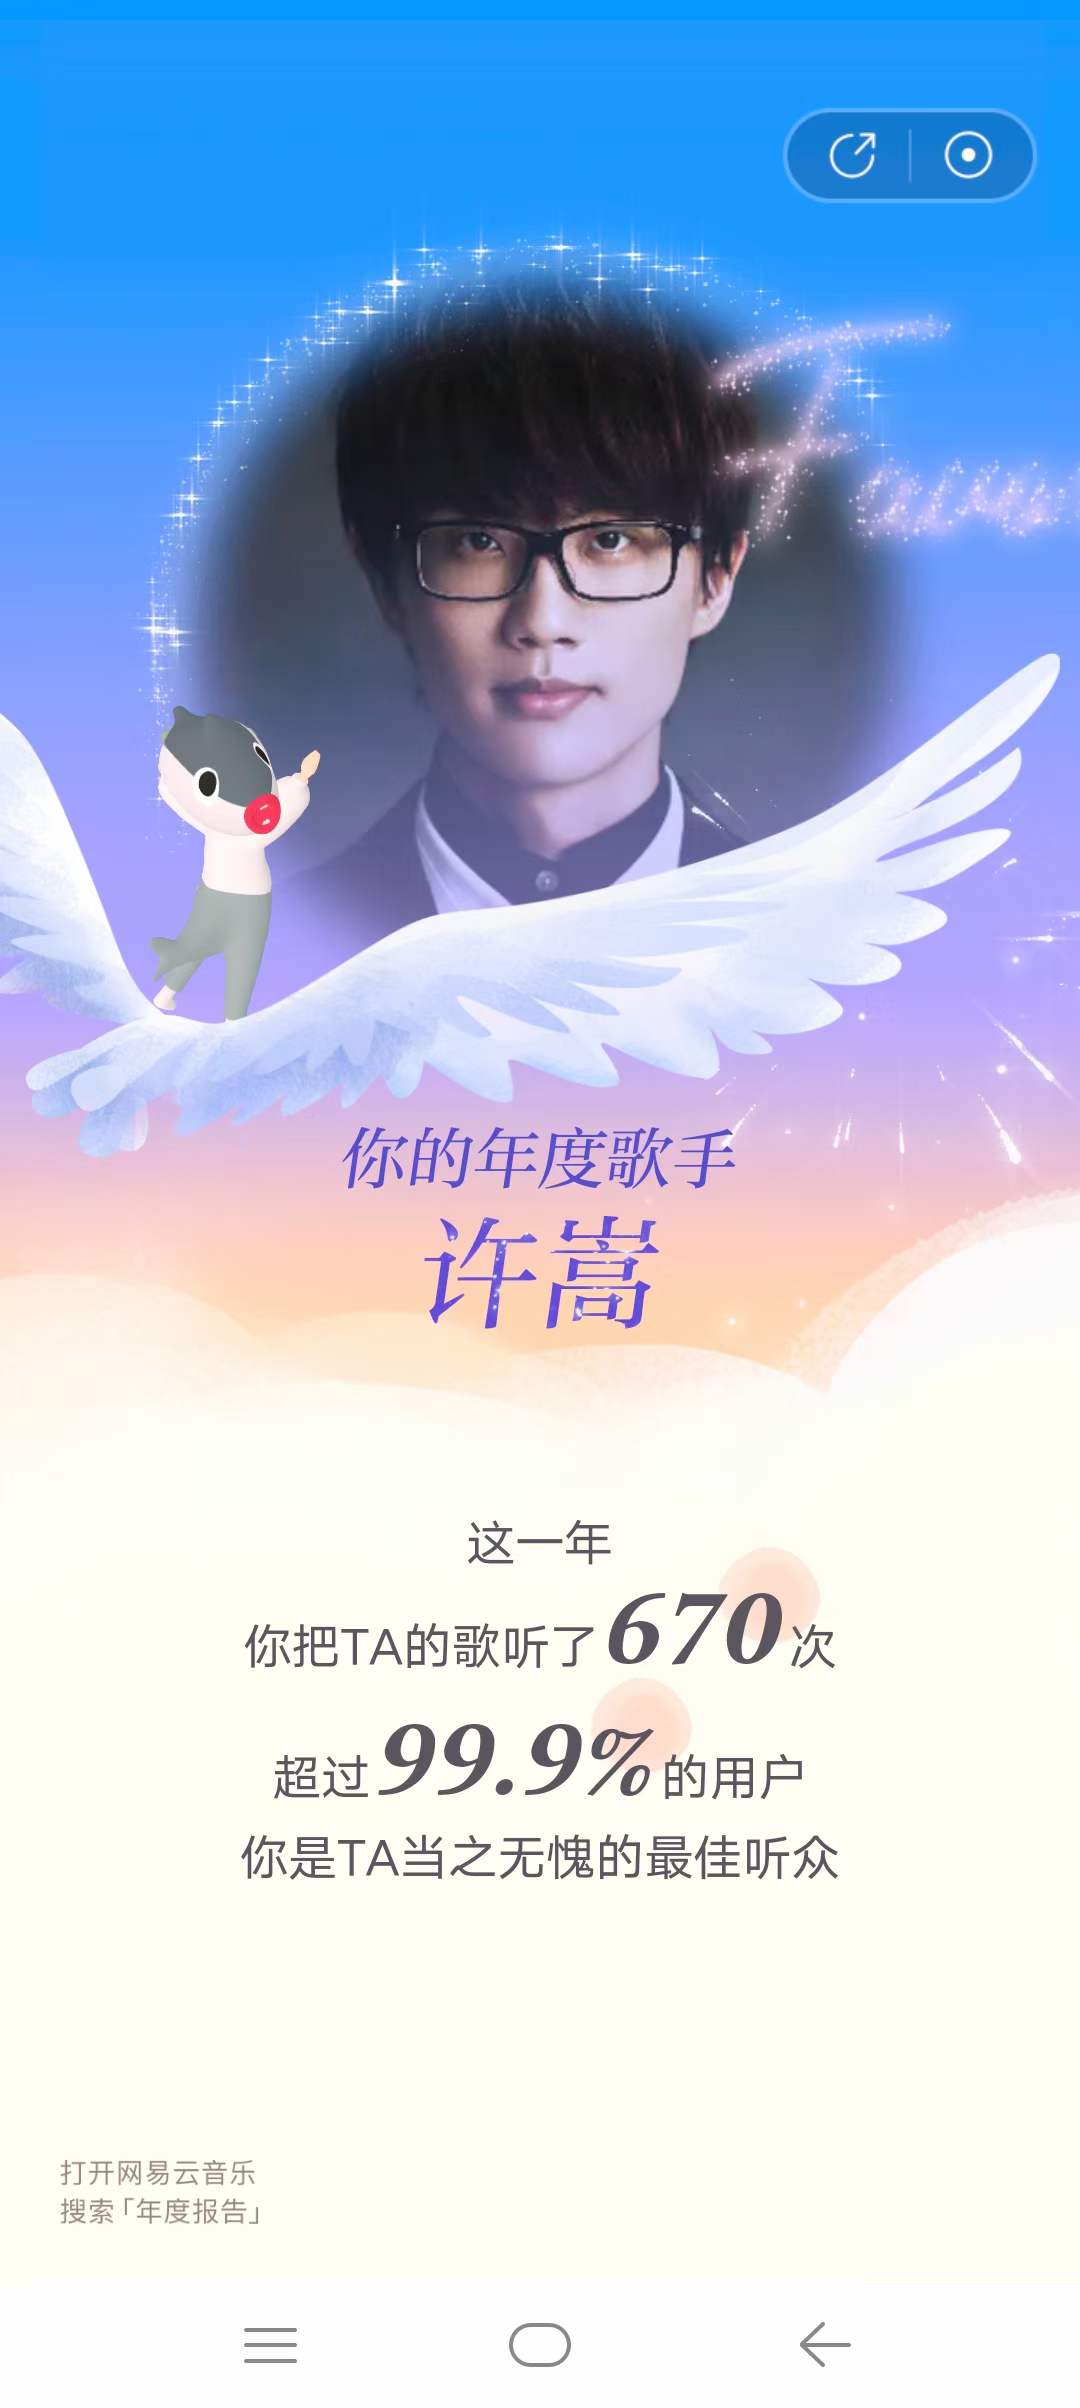 你的年度歌手
许嵩
这一年
你把TA的歌听了670次
超过99.9%的用户
你是TA当之无愧的最佳听众
打开网易云音乐
搜索「年度报告」